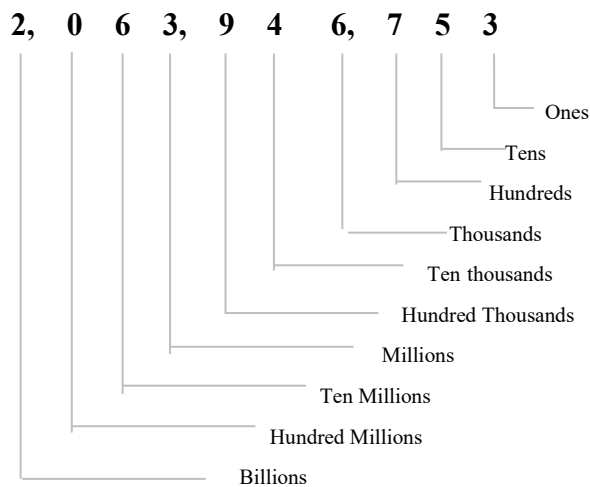 2, 0 6 3, 9 4 6, 7 5 3
Ones
Tens
Hundreds
Thousands
Ten thousands
Hundred Thousands
Millions
Ten Millions
Hundred Millions
Billions